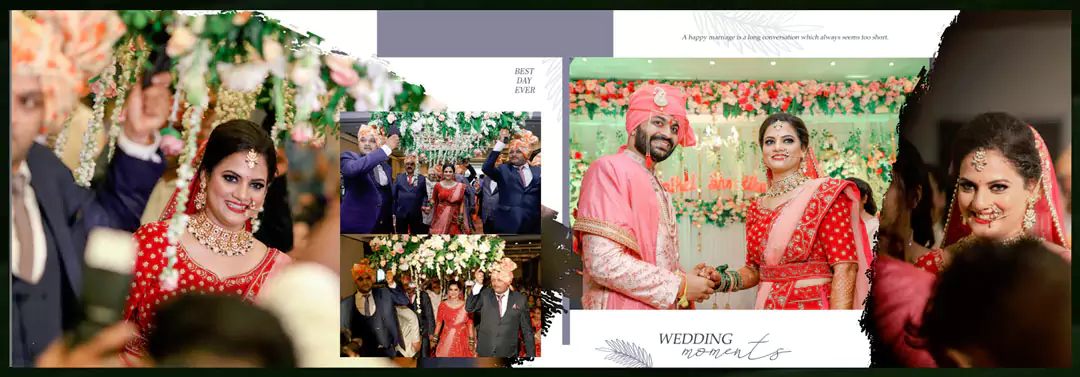 A happy marriage is a long conversation which always seems too short.
BEST
DAY
EVER
WEDDING
moments